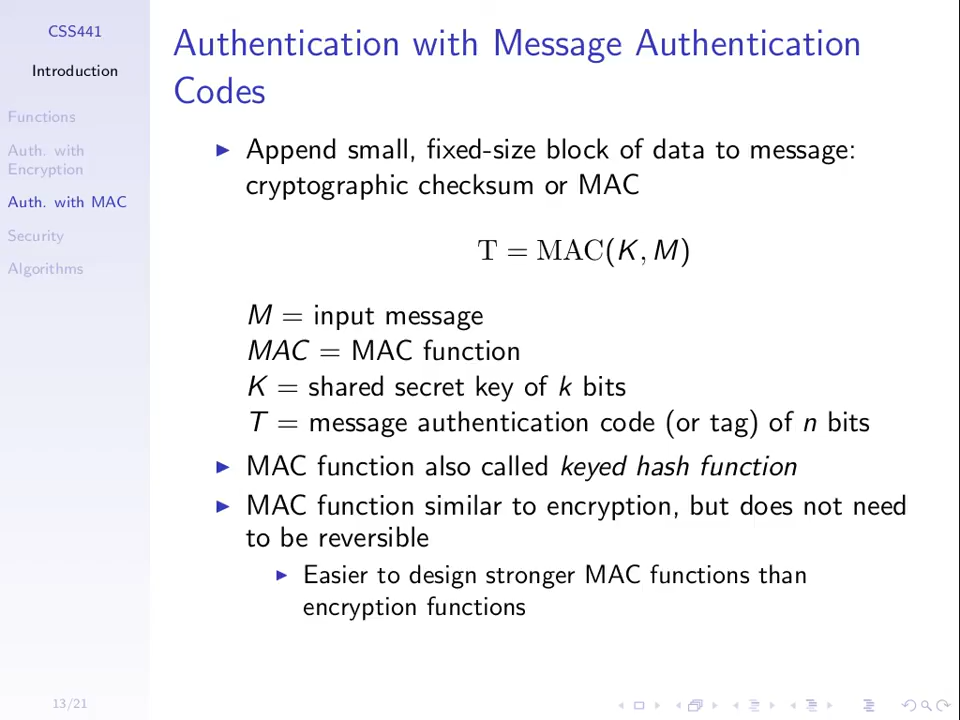 CSS441
Introduction
Functions
Auth. with
Encryption
Auth. with MAC
Security
Algorithms
13/21
Authentication with Message Authentication
Codes
Append small, fixed-size block of data to message:
cryptographic checksum or MAC
T = MAC(K, M)
M = input message
MAC = MAC function
K = shared secret key of k bits
T = message authentication code (or tag) of n bits
MAC function also called keyed hash function
MAC function similar to encryption, but does not need
to be reversible
Easier to design stronger MAC functions than
encryption functions